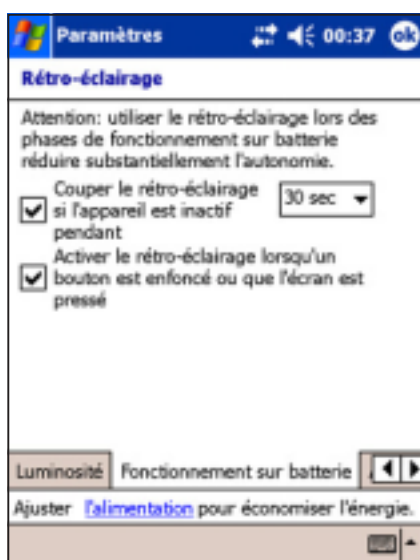 Paramètres 00:37 ok
Rétro-éclairage
Attention: utiliser le rétro-éclairage lors des
phases de fonctionnement sur batterie
réduire substantiellement l'autonomie.
Couper le rétro-éclairage
si l'appareil est inactif
pendant
30 sec
Activer le rétro-éclairage lorsqu'un
bouton est enfoncé ou que l'écran est
pressé
Luminosité Fonctionnement sur batterie
Ajuster l'alimentation pour économiser l'énergie.